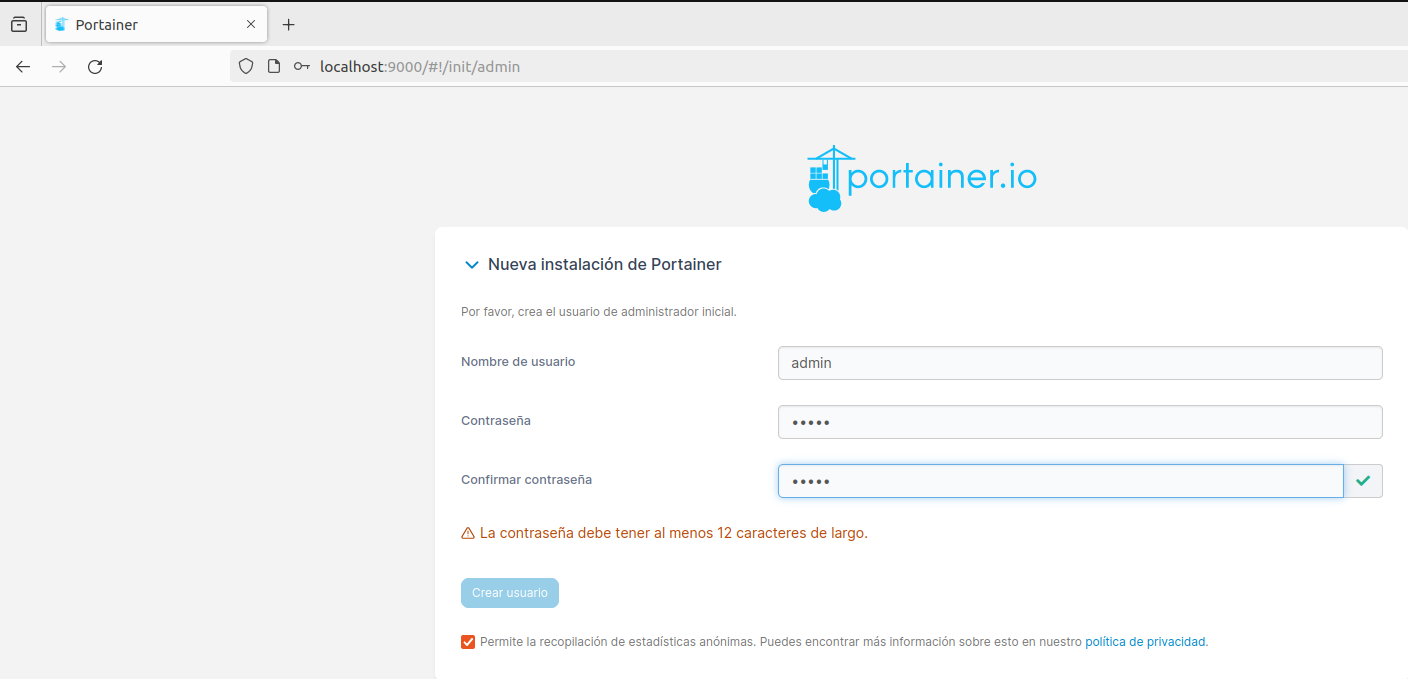 Portainer
localhost:9000/#!/init/admin
portainer.io
Nueva instalación de Portainer
Por favor, crea el usuario de administrador inicial.
Nombre de usuario
admin
Contraseña
•••••
Confirmar contraseña
•••••
La contraseña debe tener al menos 12 caracteres de largo.
Crear usuario
Permite la recopilación de estadísticas anónimas. Puedes encontrar más información sobre esto en nuestro política de privacidad.